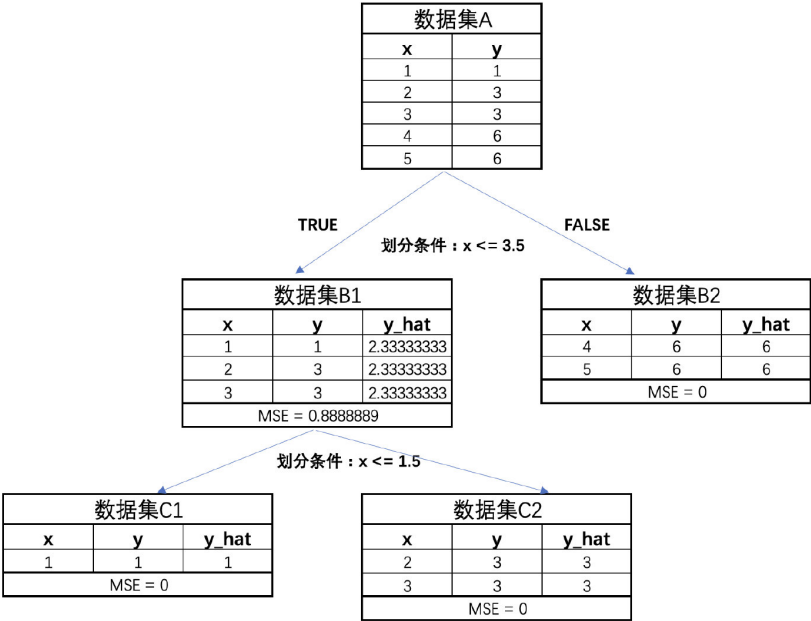 数据集A
x y
1 1
2 3
3 3
4 6
5 6
TRUE FALSE
划分条件：x <= 3.5
数据集B1
x y y_hat
1 1 2.33333333
2 3 2.33333333
3 3 2.33333333
MSE = 0.8888889
数据集B2
x y y_hat
4 6 6
5 6 6
MSE = 0
划分条件：x <= 1.5
数据集C1
x y y_hat
1 1 1
MSE = 0
数据集C2
x y y_hat
2 3 3
3 3 3
MSE = 0